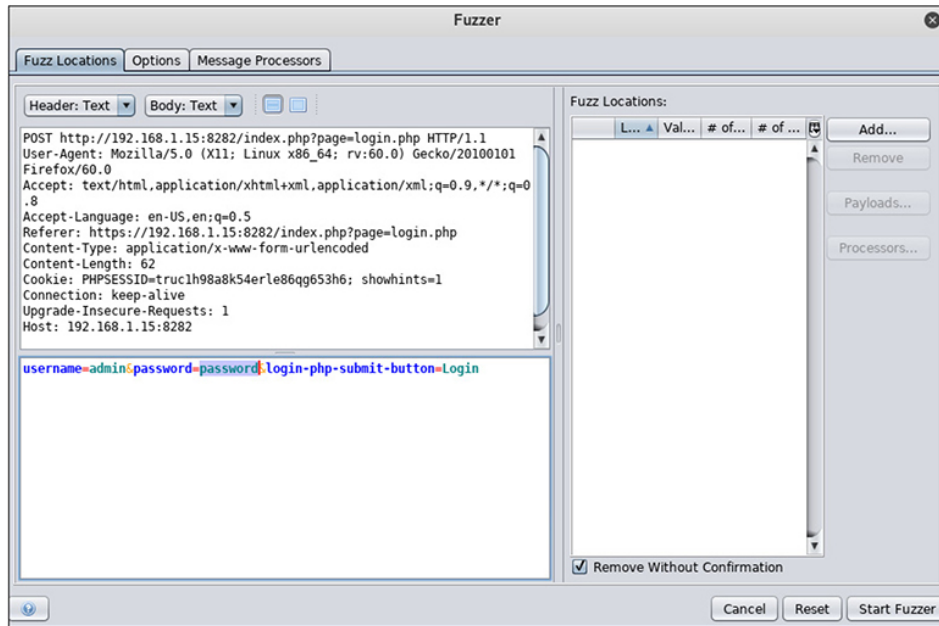 Fuzzer
Fuzz Locations Options Message Processors
Header: Text Body: Text
POST http://192.168.1.15:8282/index.php?page=login.php HTTP/1.1
User-Agent: Mozilla/5.0 (X11; Linux x86_64; rv:60.0) Gecko/20100101
Firefox/60.0
Accept: text/html,application/xhtml+xml,application/xml;q=0.9,*/*;q=0
.8
Accept-Language: en-US,en;q=0.5
Referer: https://192.168.1.15:8282/index.php?page=login.php
Content-Type: application/x-www-form-urlencoded
Content-Length: 62
Cookie: PHPSESSID=truc1h98a8k54erle86qg653h6; showhints=1
Connection: keep-alive
Upgrade-Insecure-Requests: 1
Host: 192.168.1.15:8282
username=admin&password=password&login-php-submit-button=Login
Fuzz Locations:
L... Val... # of... # of ...
Add...
Remove
Payloads...
Processors...
Remove Without Confirmation
Cancel Reset Start Fuzzer